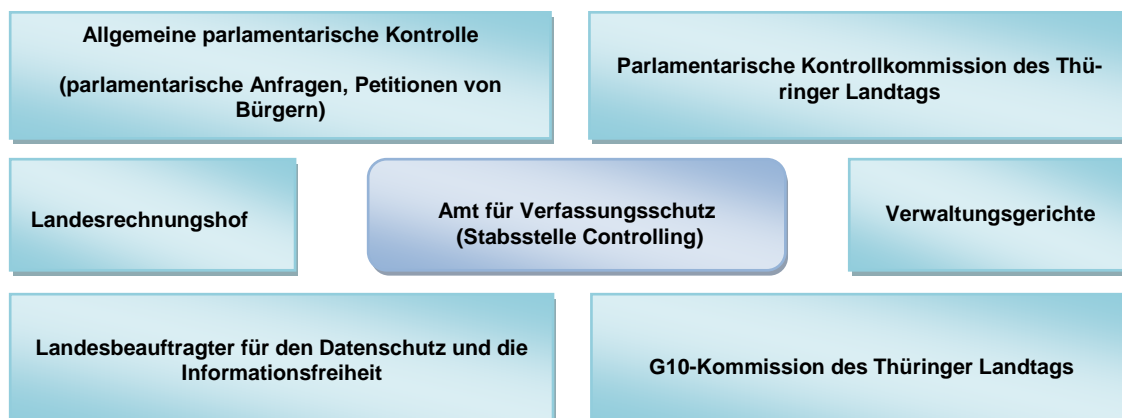 Allgemeine parlamentarische Kontrolle
(parlamentarische Anfragen, Petitionen von
Bürgern)
Parlamentarische Kontrollkommission des Thü-
ringer Landtags
Landesrechnungshof
Amt für Verfassungsschutz
(Stabsstelle Controlling)
Verwaltungsgerichte
Landesbeauftragter für den Datenschutz und die
Informationsfreiheit
G10-Kommission des Thüringer Landtags